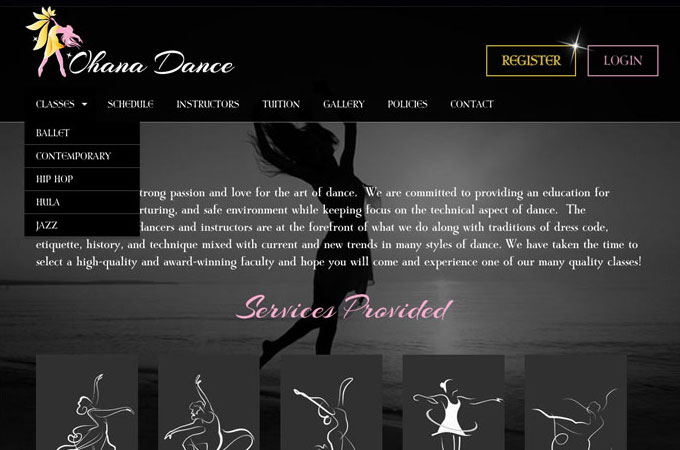 Ohana Dance
REGISTER
LOGIN
CLASSES
SCHEDULE
INSTRUCTORS
TUITION
GALLERY
POLICIES
CONTACT
BALLET
CONTEMPORARY
HIP HOP
HULA
JAZZ
trong passion and love for the art of dance. We are committed to providing an education for
rturing, and safe environment while keeping focus on the technical aspect of dance. The
lancers and instructors are at the forefront of what we do along with traditions of dress code,
etiquette, history, and technique mixed with current and new trends in many styles of dance. We have taken the time to
select a high-quality and award-winning faculty and hope you will come and experience one of our many quality classes!
Services Provided